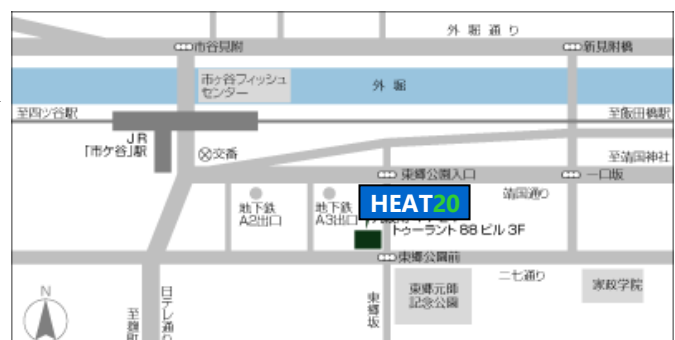 外 堀 通 り
市谷見附
新見附橋
市ヶ谷フィッシュ
センター
外 堀
至四ツ谷駅
至飯田橋駅
JR
「市ケ谷」駅
交番
至靖国神社
東郷公園入口
一口坂
靖国通り
地下鉄
A2出口
地下鉄
A3出口
HEAT20
トゥーラント 88 ビル 3F
東郷公園前
二七通り
東郷元師
記念公園
家政学院
N
日テレ通り
至麹町
東郷坂